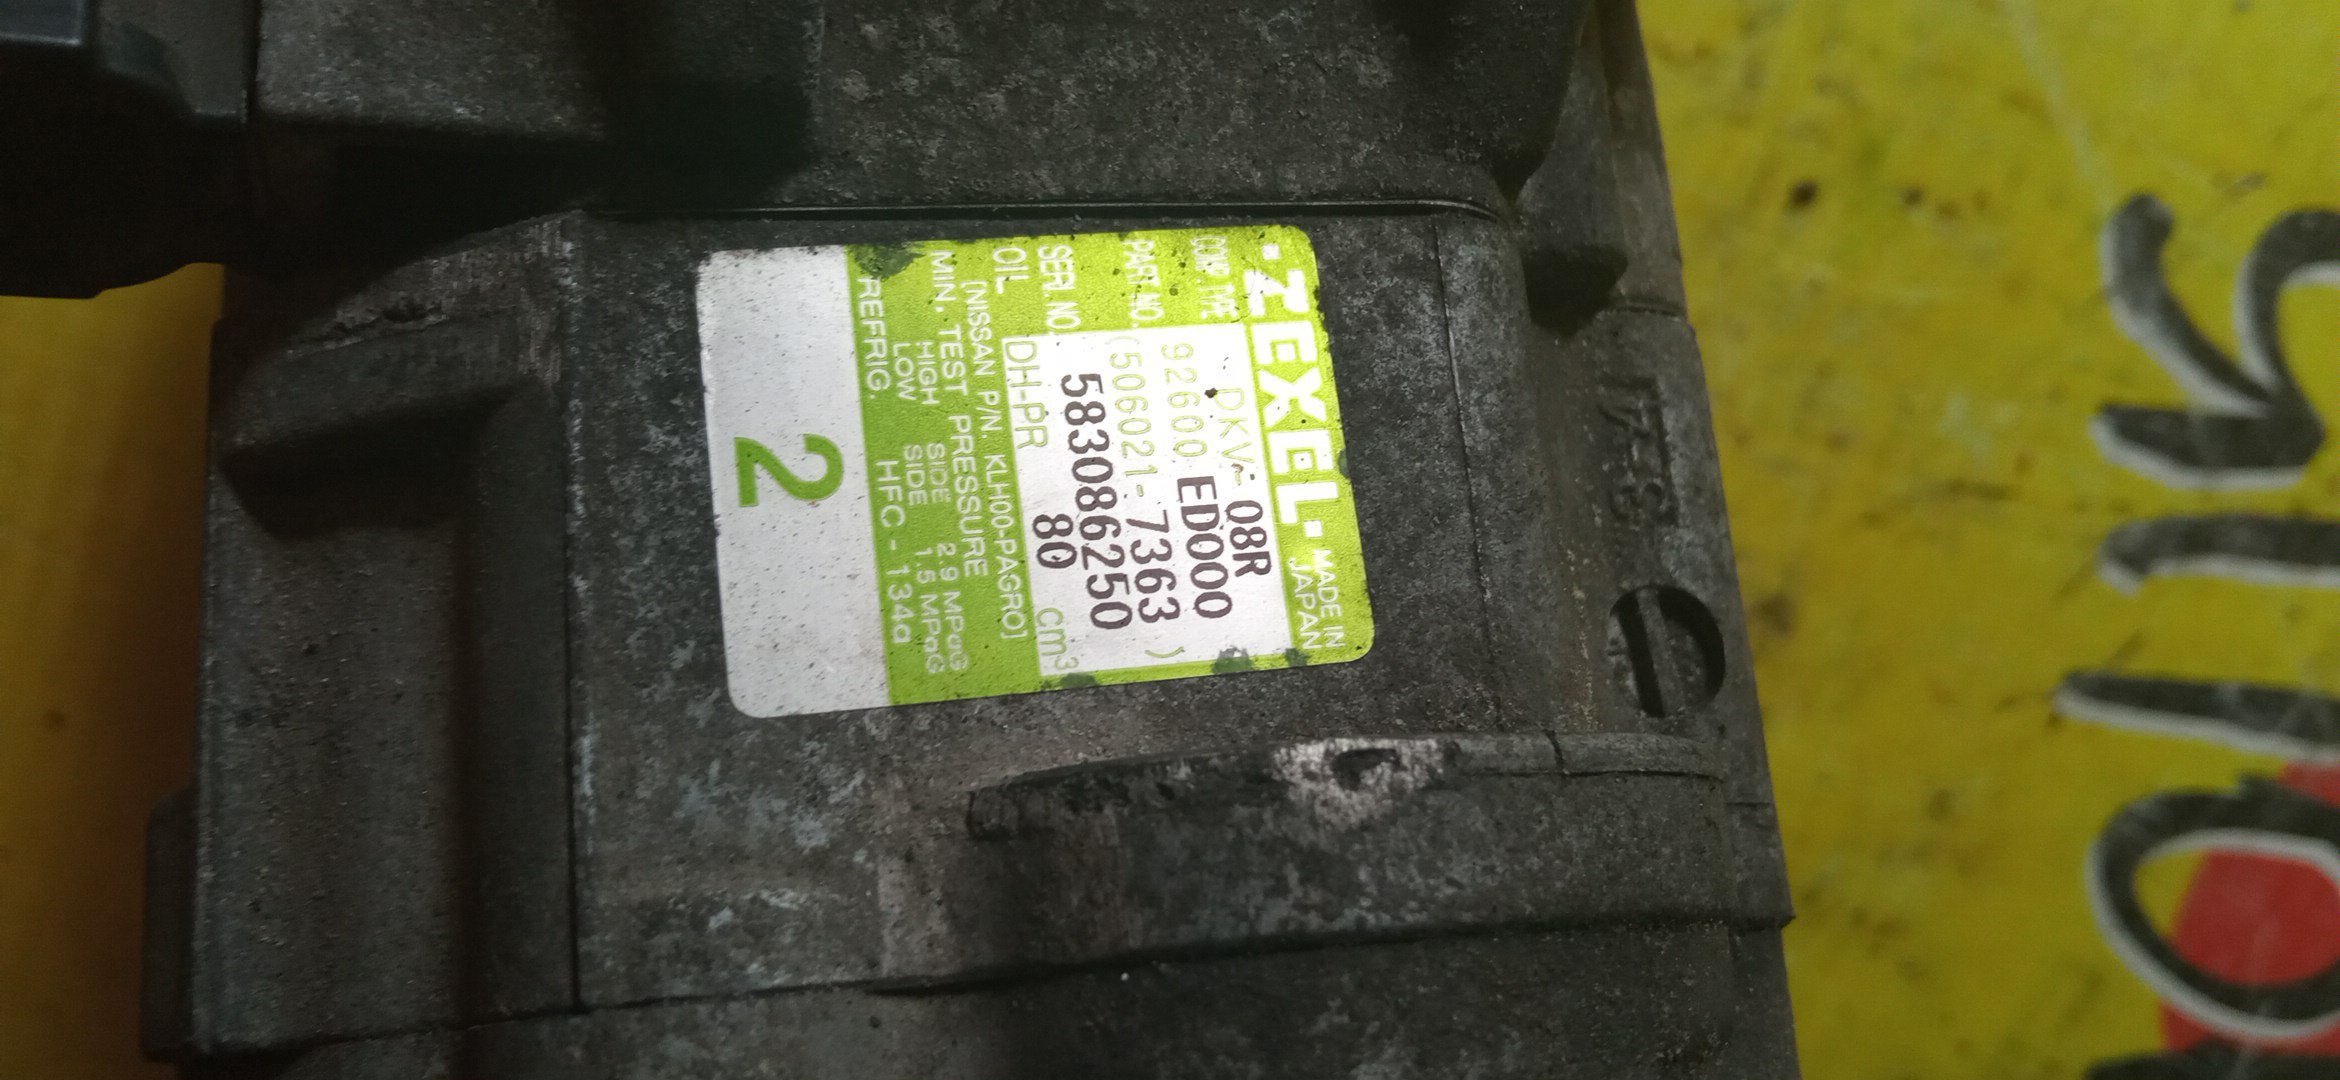 ·ZEXEL· MADE IN JAPAN
COMP. TYPE DKV-08R
PART NO. 92600 ED000
(506021-7363)
SERI. NO. 583086250
OIL DH-PR 80 cm³
[NISSAN P/N. KLH00-PAGR0]
MIN. TEST PRESSURE
HIGH SIDE 2.9 MPaG
LOW SIDE 1.5 MPaG
REFRIG. HFC-134a
2